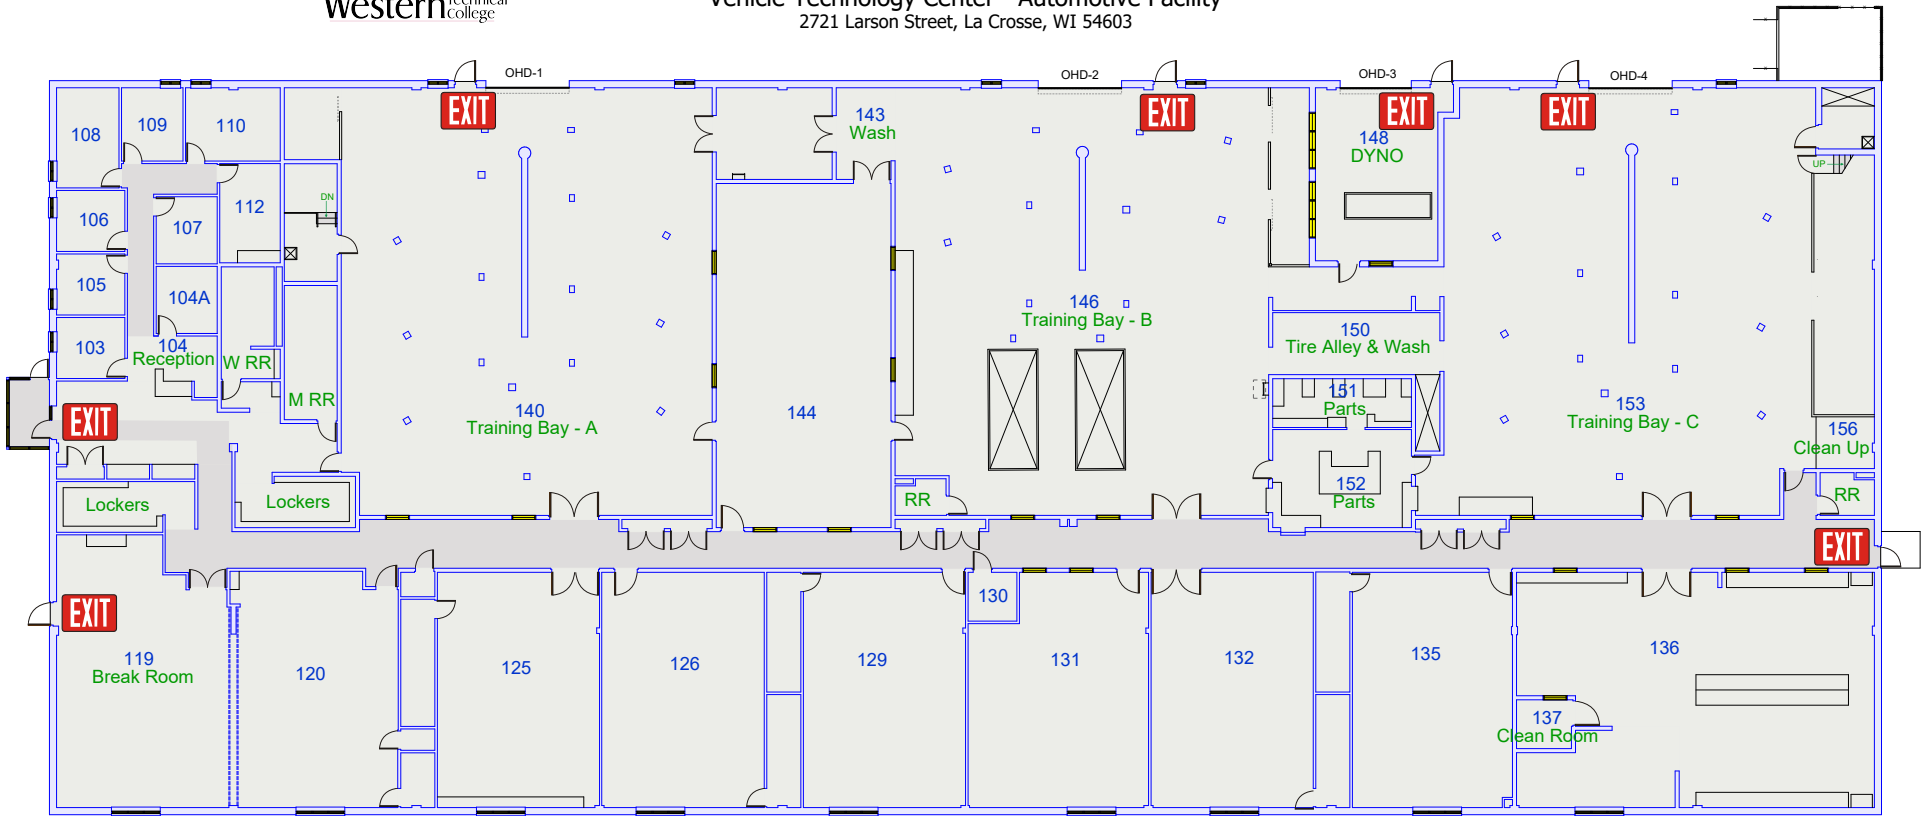 Western Technical College
Vehicle Technology Center - Automotive Facility
2721 Larson Street, La Crosse, WI 54603
OHD-1
OHD-2
OHD-3
OHD-4
EXIT
EXIT
EXIT
EXIT
108
109
110
143
Wash
148
DYNO
UP
DN
106
107
112
105
104A
103
104
Reception
W RR
M RR
146
Training Bay - B
150
Tire Alley & Wash
151
Parts
EXIT
140
Training Bay - A
144
153
Training Bay - C
156
Clean Up
Lockers
Lockers
RR
152
Parts
RR
EXIT
EXIT
130
119
Break Room
120
125
126
129
131
132
135
136
137
Clean Room